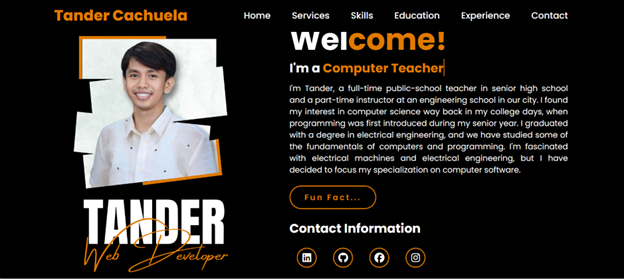 Tander Cachuela
Home Services Skills Education Experience Contact
Welcome!
I'm a Computer Teacher
I'm Tander, a full-time public-school teacher in senior high school
and a part-time instructor at an engineering school in our city. I found
my interest in computer science way back in my college days, when
programming was first introduced during my senior year. I graduated
with a degree in electrical engineering, and we have studied some of
the fundamentals of computers and programming. I'm fascinated
with electrical machines and electrical engineering, but I have
decided to focus my specialization on computer software.
Fun Fact...
Contact Information
TANDER
Web Developer